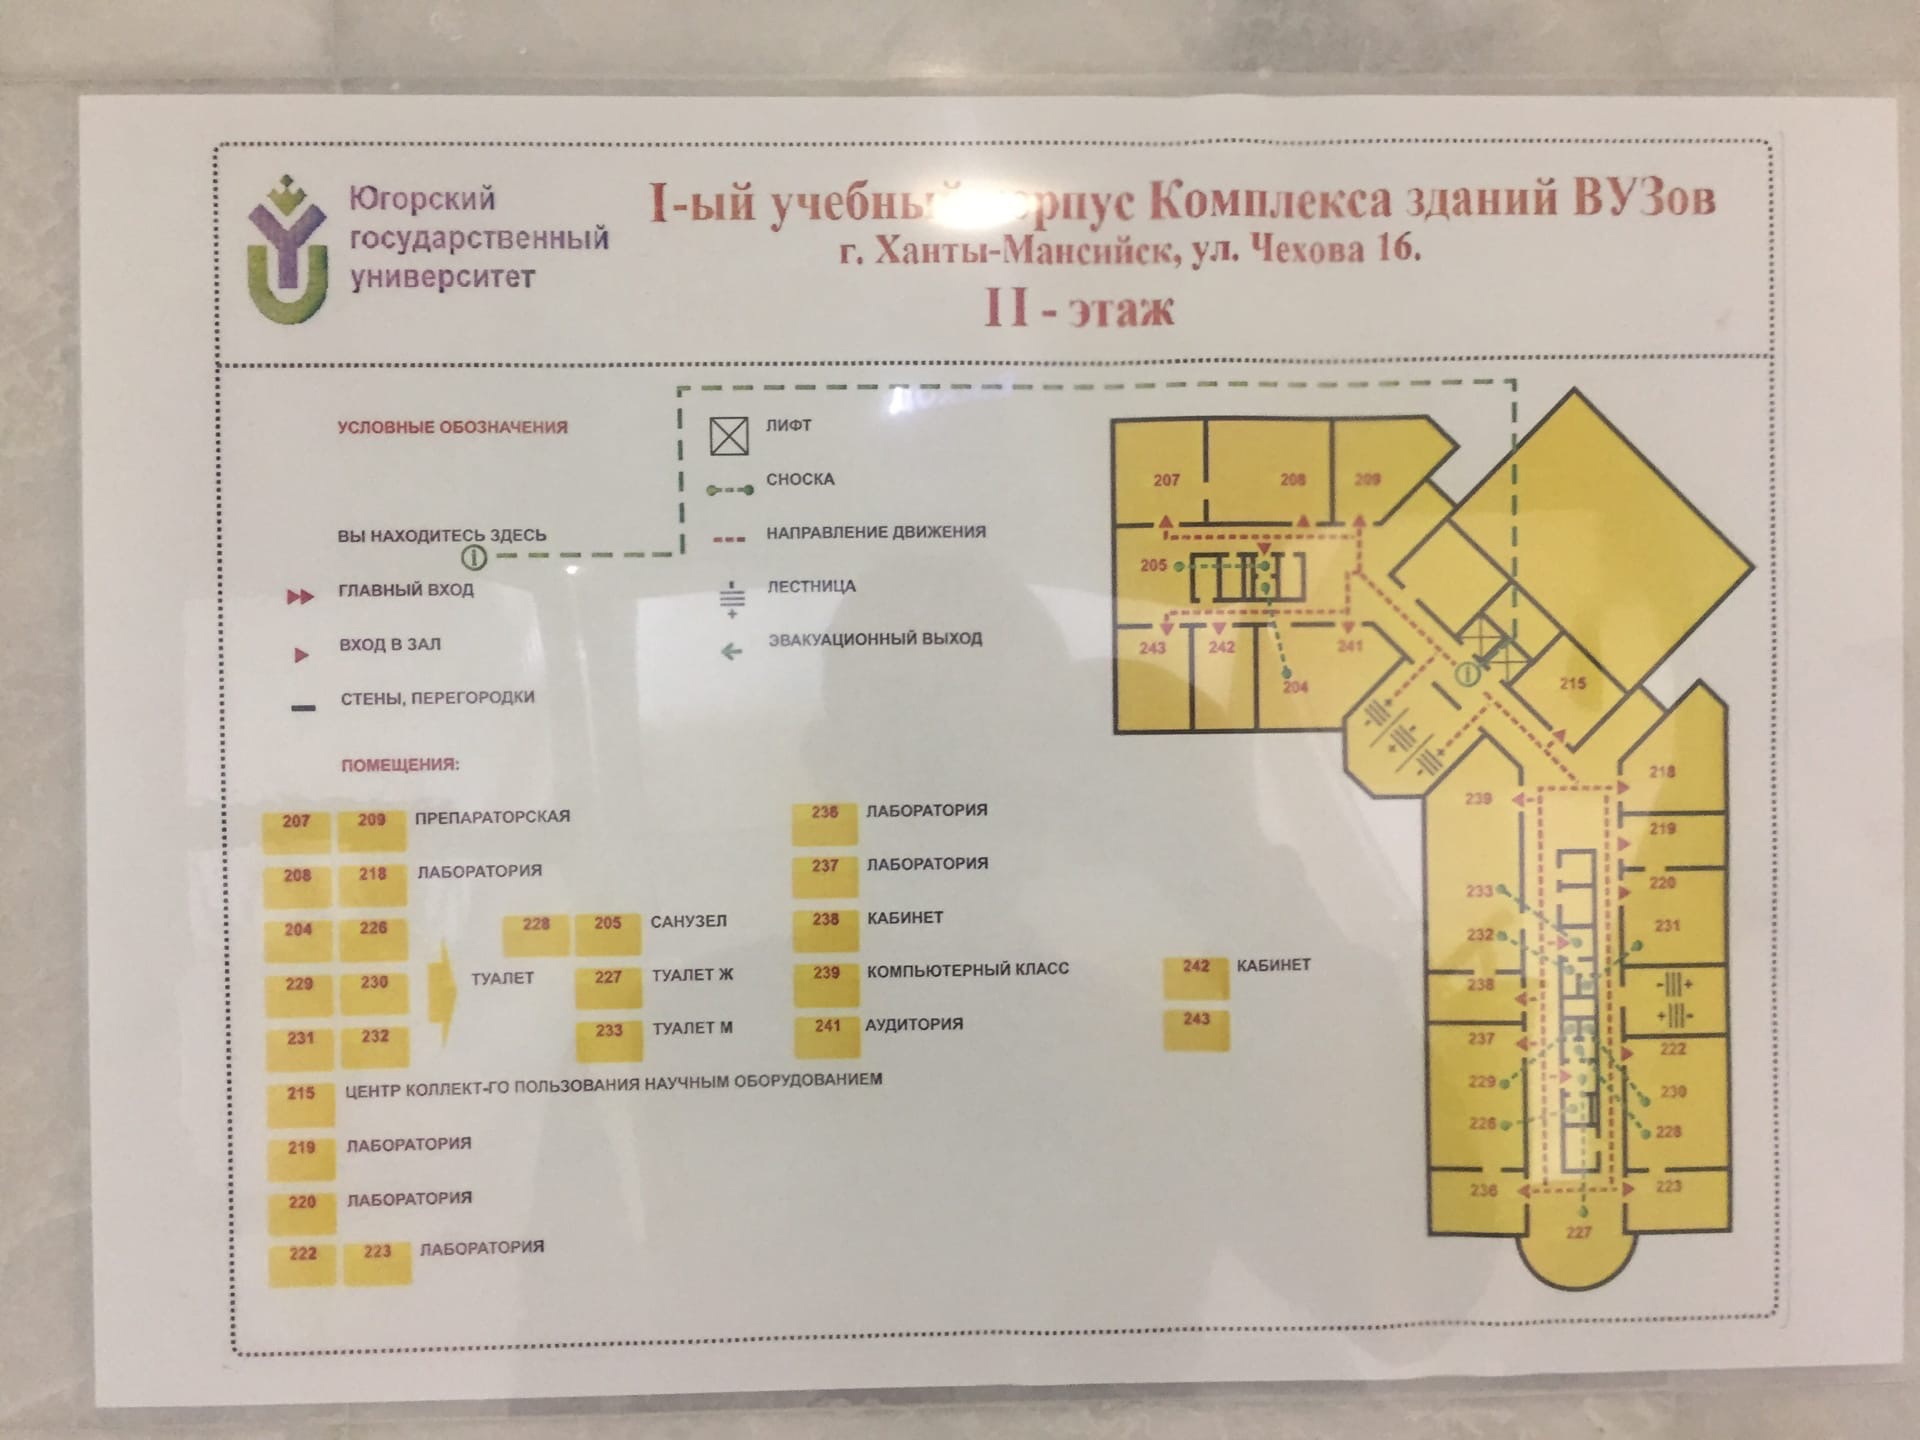 Югорский
государственный
университет
I-ый учебный корпус Комплекса зданий ВУЗов
г. Ханты-Мансийск, ул. Чехова 16.
II - этаж
УСЛОВНЫЕ ОБОЗНАЧЕНИЯ
ВЫ НАХОДИТЕСЬ ЗДЕСЬ
ГЛАВНЫЙ ВХОД
ВХОД В ЗАЛ
СТЕНЫ, ПЕРЕГОРОДКИ
ЛИФТ
СНОСКА
НАПРАВЛЕНИЕ ДВИЖЕНИЯ
ЛЕСТНИЦА
ЭВАКУАЦИОННЫЙ ВЫХОД
ПОМЕЩЕНИЯ:
207 209 ПРЕПАРАТОРСКАЯ
208 218 ЛАБОРАТОРИЯ
204 226
229 230
231 232
ТУАЛЕТ
228 205 САНУЗЕЛ
227 ТУАЛЕТ Ж
233 ТУАЛЕТ М
215 ЦЕНТР КОЛЛЕКТ-ГО ПОЛЬЗОВАНИЯ НАУЧНЫМ ОБОРУДОВАНИЕМ
219 ЛАБОРАТОРИЯ
220 ЛАБОРАТОРИЯ
222 223 ЛАБОРАТОРИЯ
236 ЛАБОРАТОРИЯ
237 ЛАБОРАТОРИЯ
238 КАБИНЕТ
239 КОМПЬЮТЕРНЫЙ КЛАСС
241 АУДИТОРИЯ
242 КАБИНЕТ
243
207 208 209
205
243 242 241
204
215
218
239
219
233 220
232 231
238
237 222
229 230
226 228
236 223
227